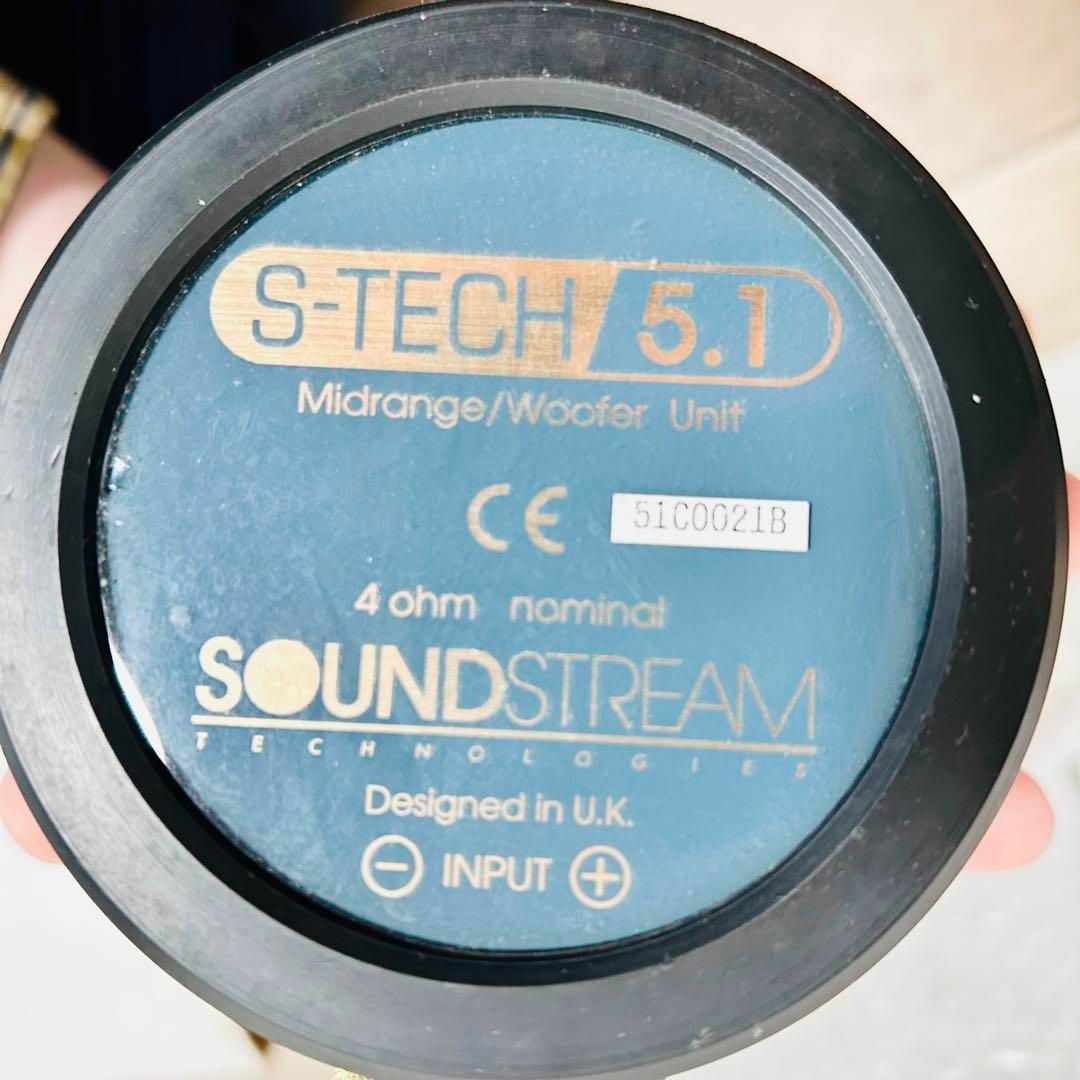 S-TECH 5.1
Midrange/Woofer Unit
CE 51C0021B
4 ohm nominal
SOUNDSTREAM
TECHNOLOGIES
Designed in U.K.
− INPUT +